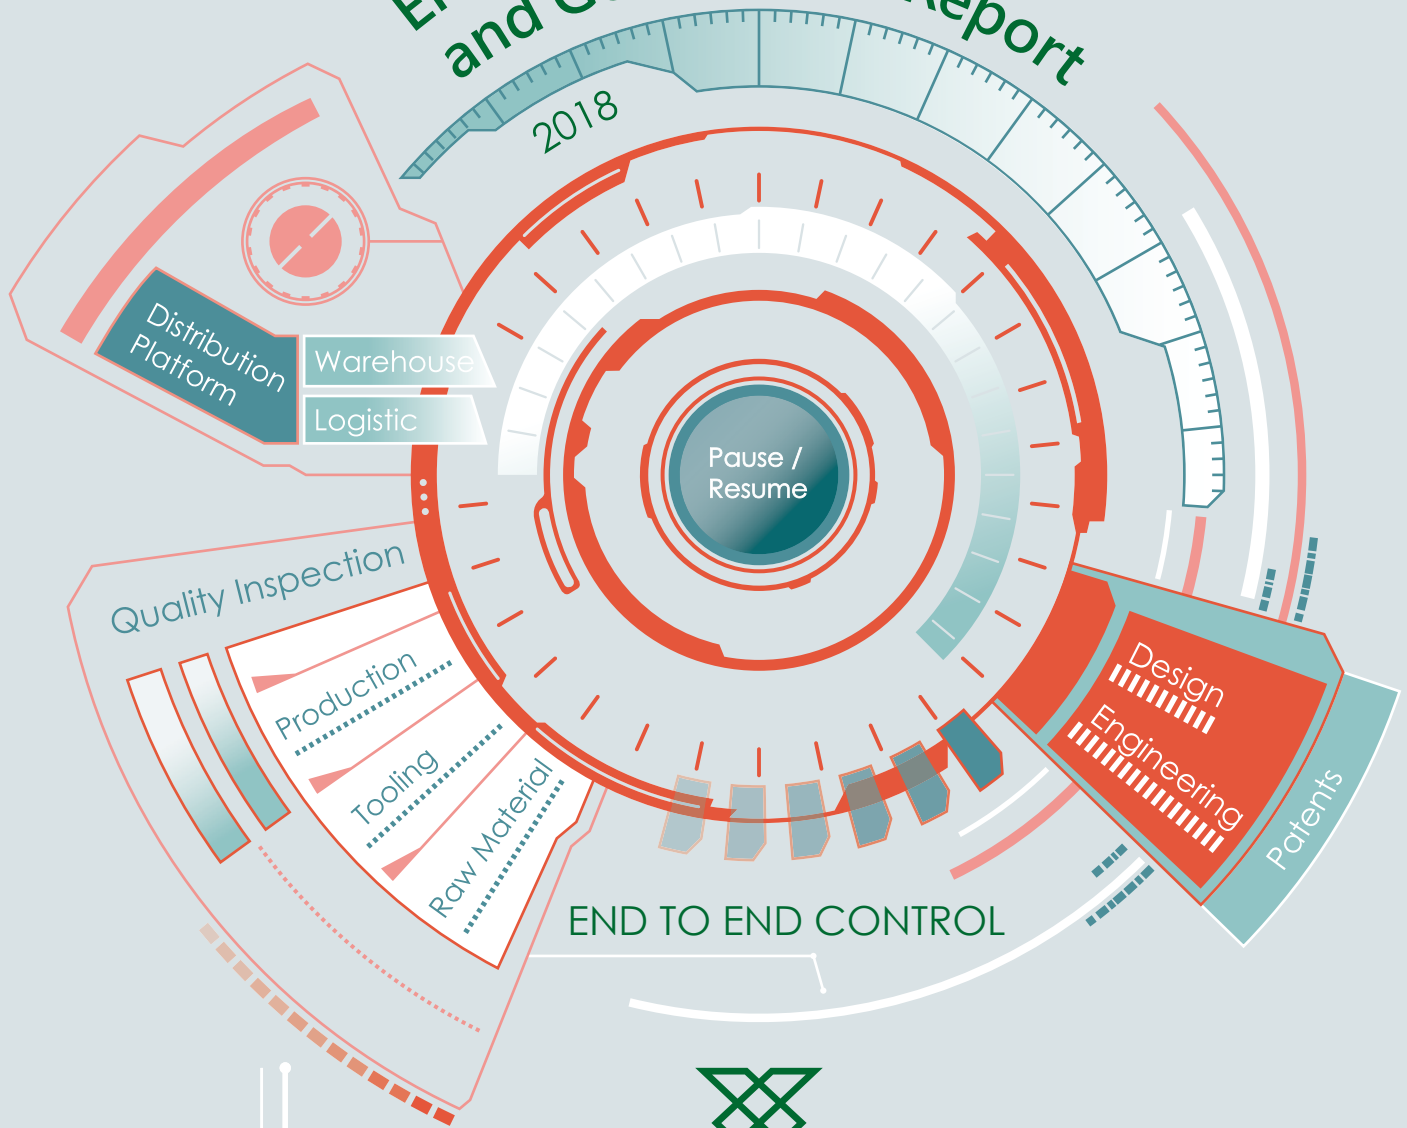 and
Report
2018
Distribution
Platform
Warehouse
Logistic
Pause /
Resume
Quality Inspection
Production
Tooling
Raw Material
Design
Engineering
Patents
END TO END CONTROL